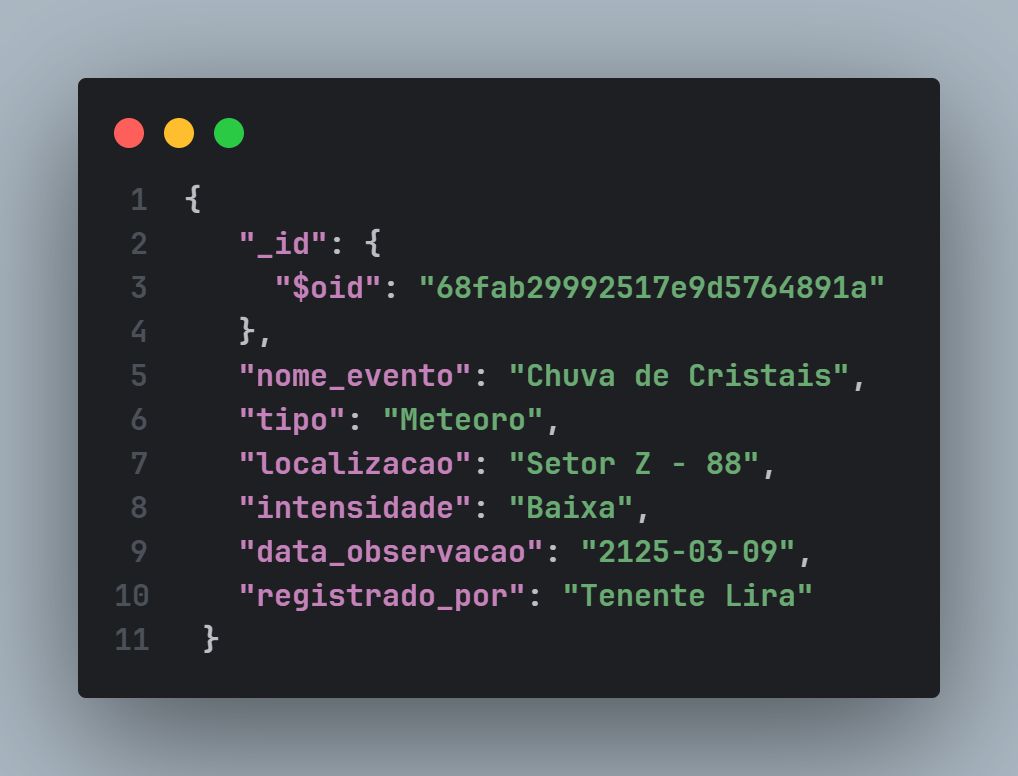 1 {
2 "_id": {
3 "$oid": "68fab29992517e9d5764891a"
4 },
5 "nome_evento": "Chuva de Cristais",
6 "tipo": "Meteoro",
7 "localizacao": "Setor Z - 88",
8 "intensidade": "Baixa",
9 "data_observacao": "2125-03-09",
10 "registrado_por": "Tenente Lira"
11 }